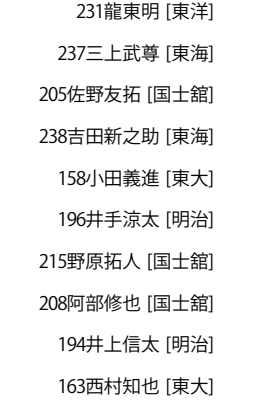 231龍東明 [東洋]
237三上武尊 [東海]
205佐野友拓 [国士舘]
238吉田新之助 [東海]
158小田義進 [東大]
196井手涼太 [明治]
215野原拓人 [国士舘]
208阿部修也 [国士舘]
194井上信太 [明治]
163西村知也 [東大]